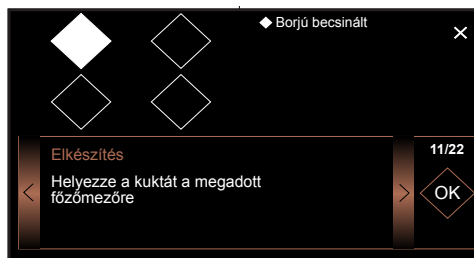 Borjú becsinált
Elkészítés
11/22
Helyezze a kuktát a megadott
főzőmezőre
OK